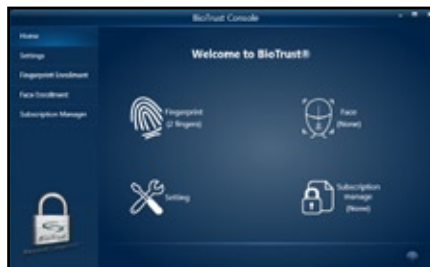 BioTrust Console
Home
Settings
Fingerprint Enrollment
Face Enrollment
Subscription Manager
Welcome to BioTrust®
Fingerprint
(2 fingers)
Face
(None)
Setting
Subscription
manage
(None)
BioTrust